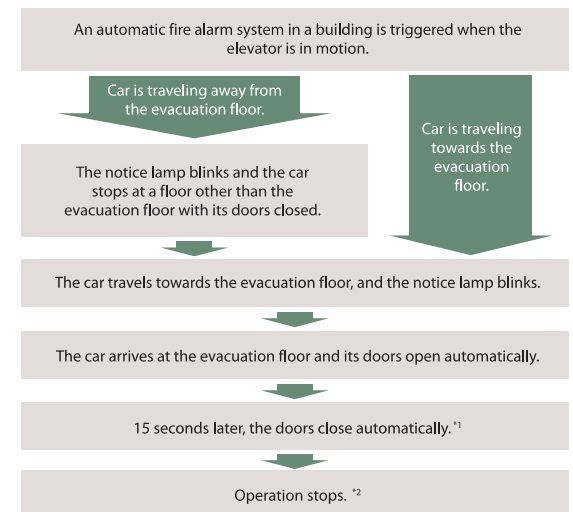 An automatic fire alarm system in a building is triggered when the
elevator is in motion.
Car is traveling away from
the evacuation floor.
Car is traveling
towards the
evacuation
floor.
The notice lamp blinks and the car
stops at a floor other than the
evacuation floor with its doors closed.
The car travels towards the evacuation floor, and the notice lamp blinks.
The car arrives at the evacuation floor and its doors open automatically.
15 seconds later, the doors close automatically.*1
Operation stops. *2